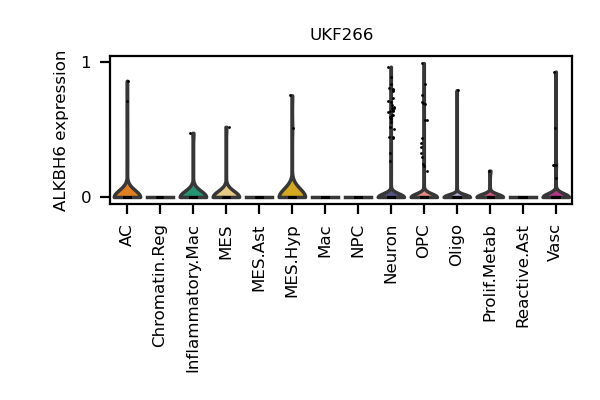 UKF266
ALKBH6 expression
1
0
AC
Chromatin.Reg
Inflammatory.Mac
MES
MES.Ast
MES.Hyp
Mac
NPC
Neuron
OPC
Oligo
Prolif.Metab
Reactive.Ast
Vasc